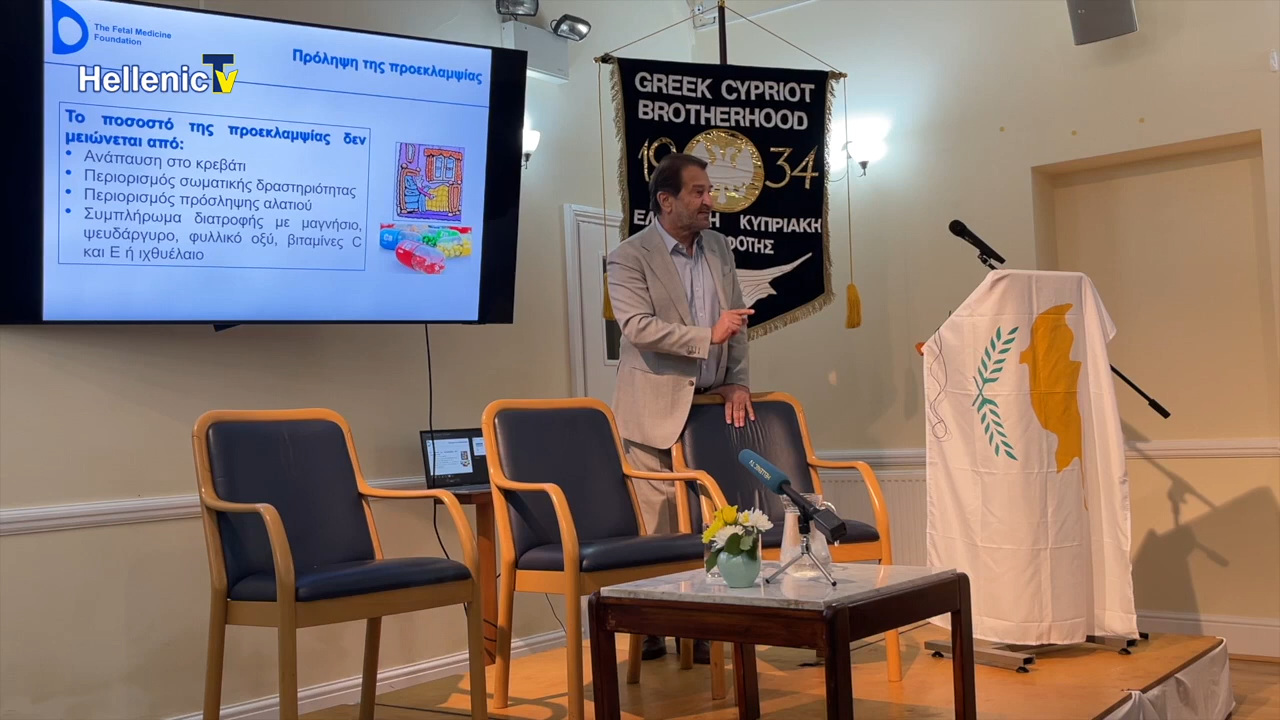 The Fetal Medicine
Foundation
HellenicTv
Πρόληψη της προεκλαμψίας
Το ποσοστό της προεκλαμψίας δεν
μειώνεται από:
• Ανάπαυση στο κρεβάτι
• Περιορισμός σωματικής δραστηριότητας
• Περιορισμός πρόσληψης αλατιού
• Συμπλήρωμα διατροφής με μαγνήσιο,
ψευδάργυρο, φυλλικό οξύ, βιταμίνες C
και Ε ή ιχθυέλαιο
GREEK CYPRIOT
BROTHERHOOD
1934
ΚΥΠΡΙΑΚΗ
HELLENIC TV